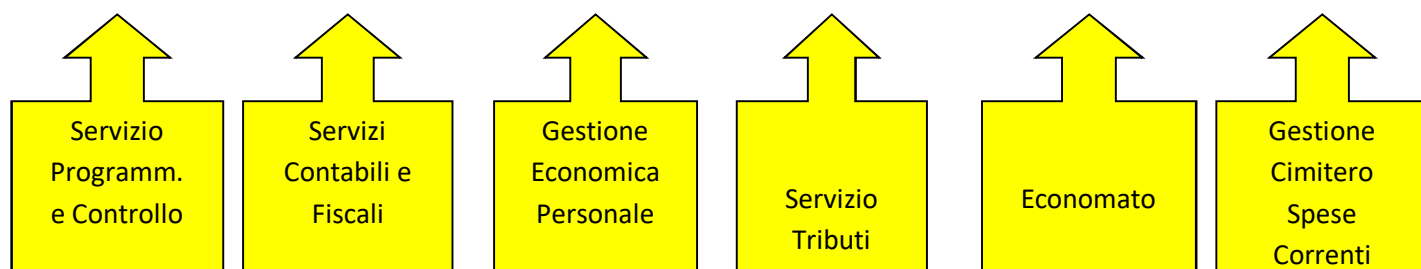 Servizio
Programm.
e Controllo
Servizi
Contabili e
Fiscali
Gestione
Economica
Personale
Servizio
Tributi
Economato
Gestione
Cimitero
Spese
Correnti